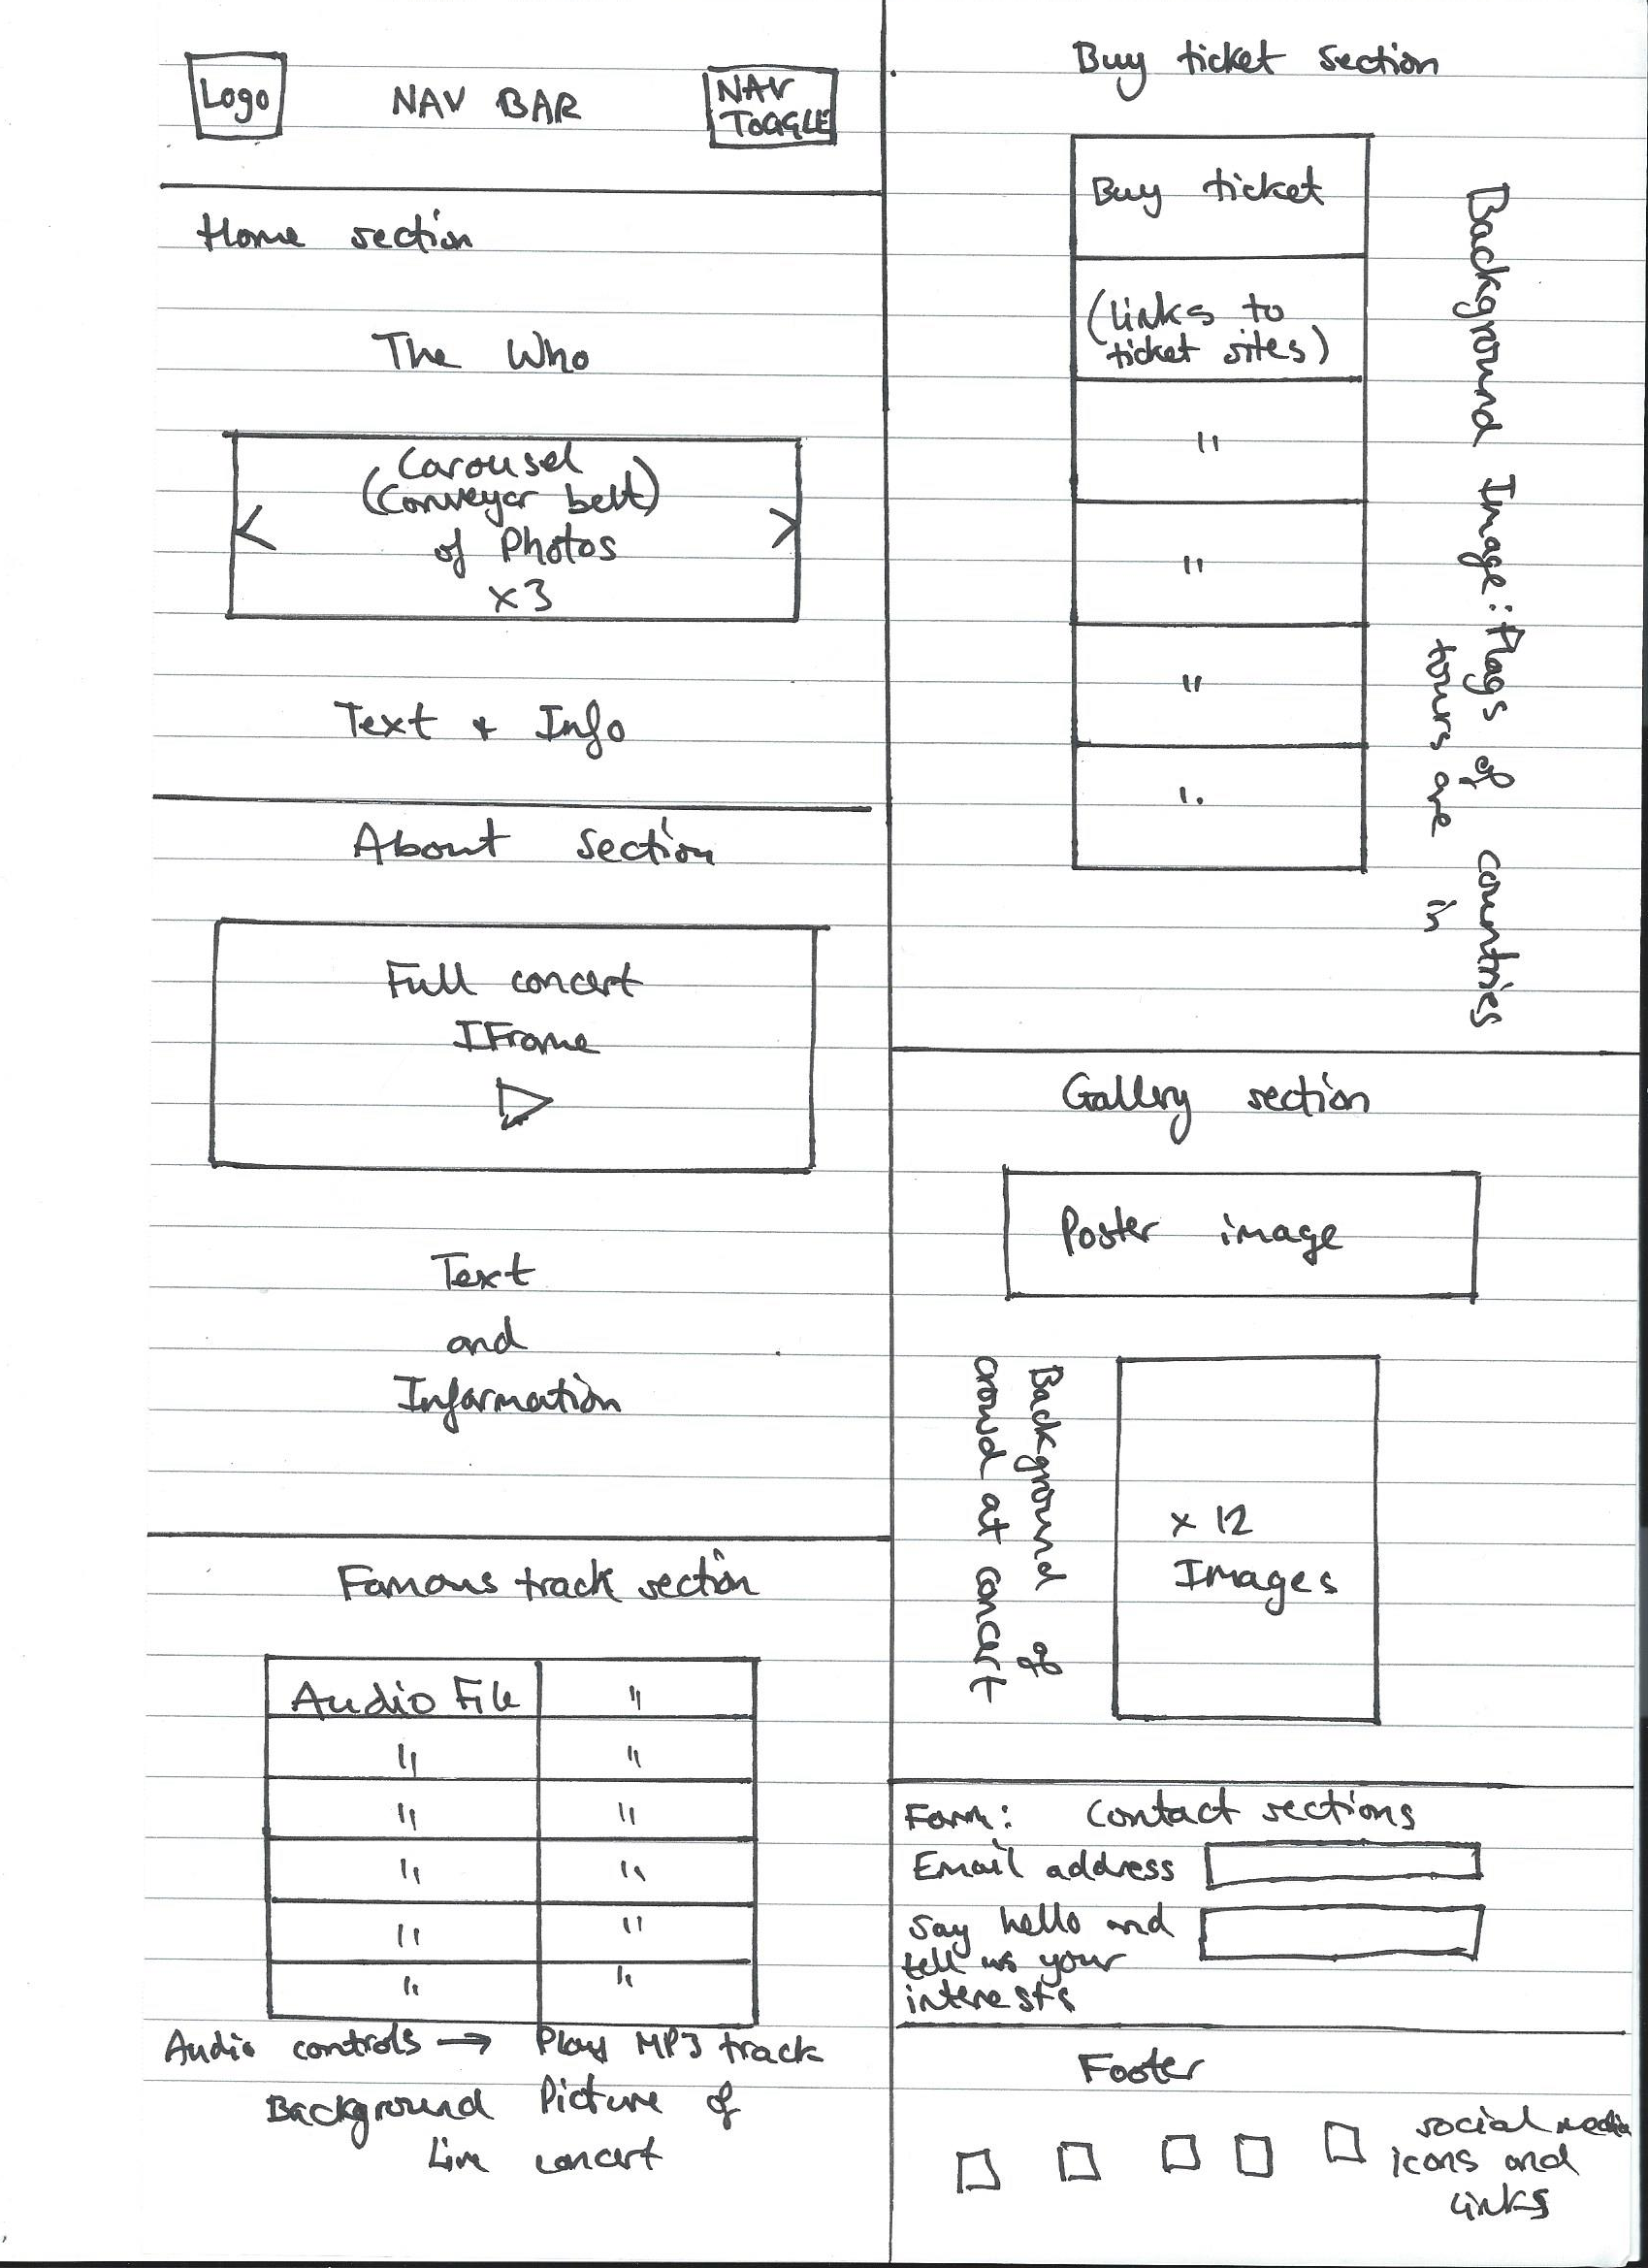 Logo
NAV BAR
NAV
TOGGLE
Home section
The Who
Carousel
(Conveyor belt)
of Photos
x3
<
>
Text + Info
About section
Full concert
IFrame
Text
and
Information
Famous track section
Audio File "
" "
" "
" "
" "
" "
Audio controls → Play MP3 track
Background Picture of
Live concert
Buy ticket section
Buy ticket
(links to
ticket sites)
"
"
"
"
Background Image: flags of countries
tours are in
Gallery section
Poster image
Background of
crowd at concert
x 12
Images
Form: Contact sections
Email address
Say hello and
tell us your
interests
Footer
social media
icons and
links